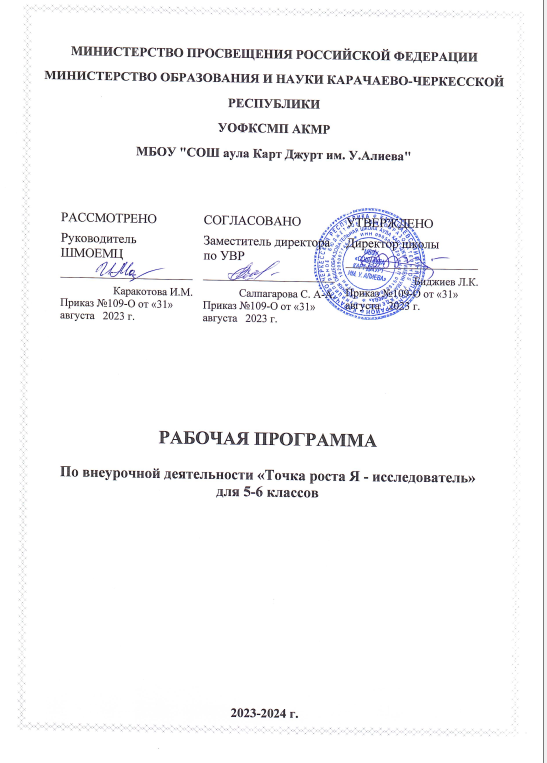 МИНИСТЕРСТВО ПРОСВЕЩЕНИЯ РОССИЙСКОЙ ФЕДЕРАЦИИ
МИНИСТЕРСТВО ОБРАЗОВАНИЯ И НАУКИ КАРАЧАЕВО-ЧЕРКЕССКОЙ
РЕСПУБЛИКИ
УОФКСМП АКМР
МБОУ "СОШ аула Карт Джурт им. У.Алиева"
РАССМОТРЕНО
Руководитель
ШМОЕМЦ
Каракотова И.М.
Приказ №109-О от «31»
августа 2023 г.
СОГЛАСОВАНО
Заместитель директора
по УВР
Салпагарова С. А-А.
Приказ №109-О от «31»
августа 2023 г.
УТВЕРЖДЕНО
Директор школы
Биджиев Л.К.
Приказ №109-О от «31»
августа 2023 г.
РАБОЧАЯ ПРОГРАММА
По внеурочной деятельности «Точка роста Я - исследователь»
для 5-6 классов
2023-2024 г.